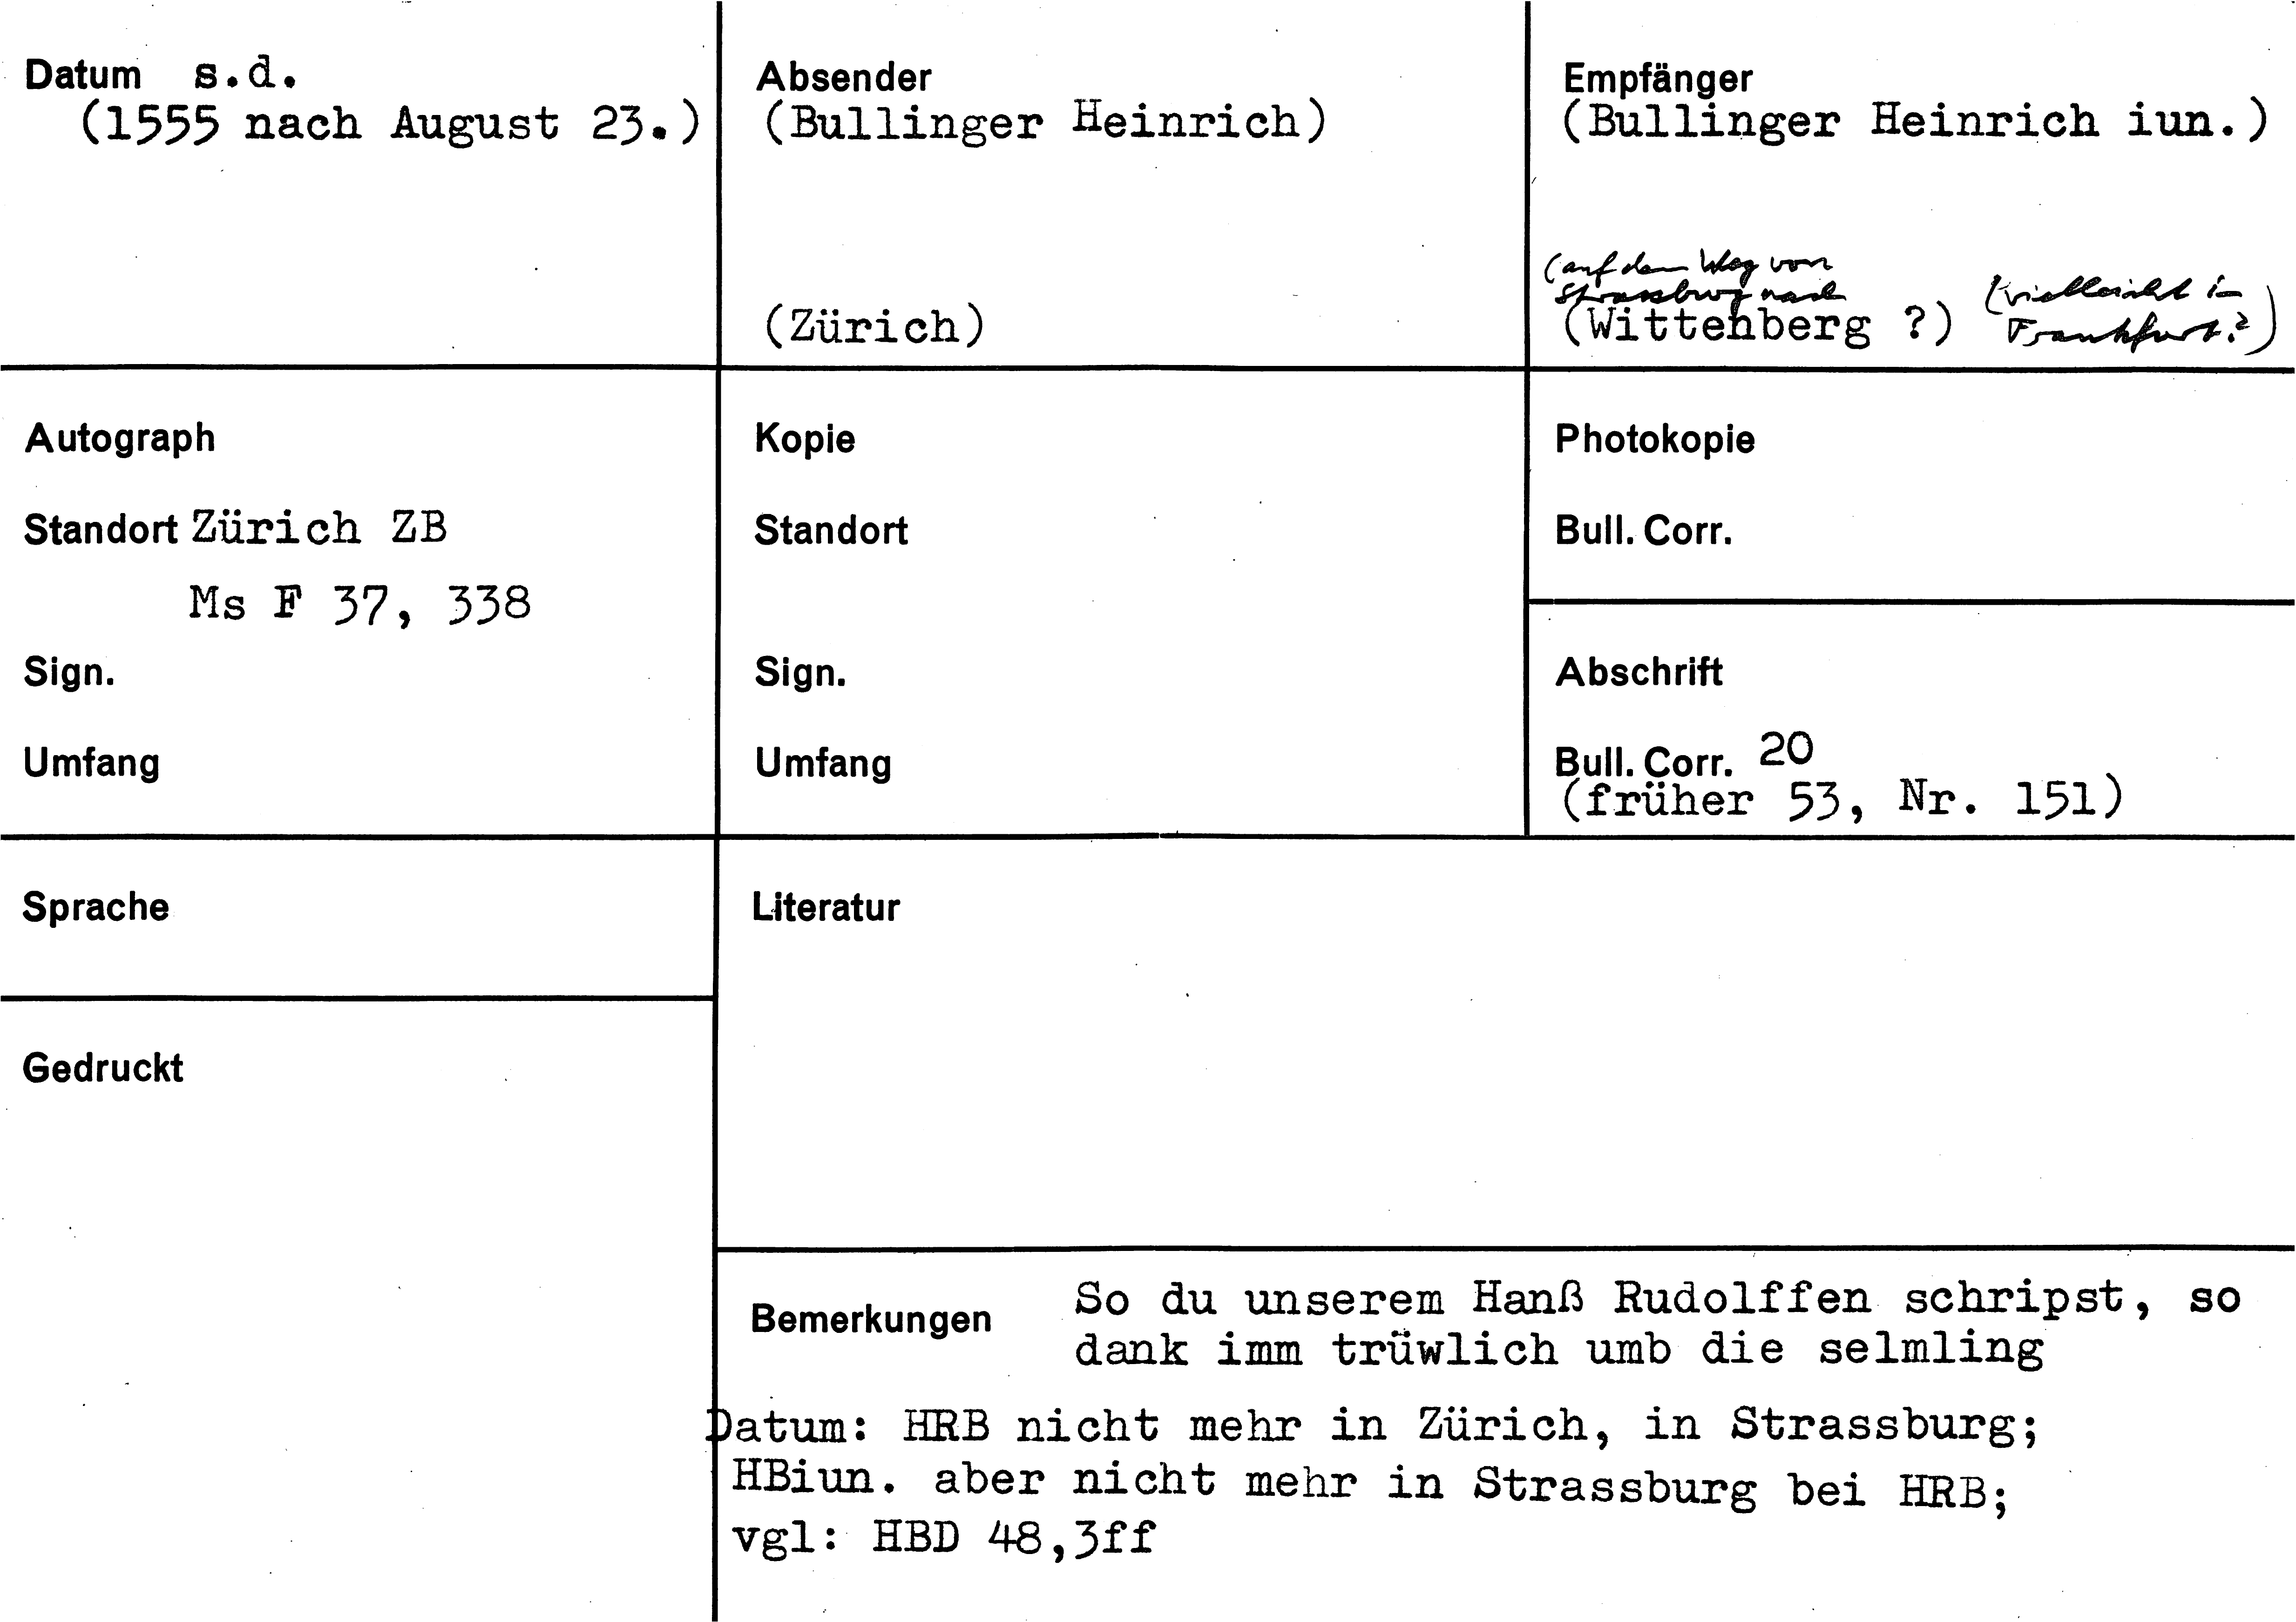 Datum s.d.
(1555 nach August 23.)
Absender
(Bullinger Heinrich)
(Zürich)
Empfänger
(Bullinger Heinrich iun.)
(auf dem Weg von
Strassburg nach
(Wittenberg ?)
(vielleicht in
Frankfurt?)
Autograph
Standort Zürich ZB
Ms F 37, 338
Sign.
Umfang
Kopie
Standort
Sign.
Umfang
Photokopie
Bull. Corr.
Abschrift
Bull. Corr. 20
(früher 53, Nr. 151)
Sprache
Literatur
Gedruckt
Bemerkungen
So du unserem Hanß Rudolffen schripst, so
dank imm trüwlich umb die selmling
Datum: HRB nicht mehr in Zürich, in Strassburg;
HBiun. aber nicht mehr in Strassburg bei HRB;
vgl: HBD 48,3ff